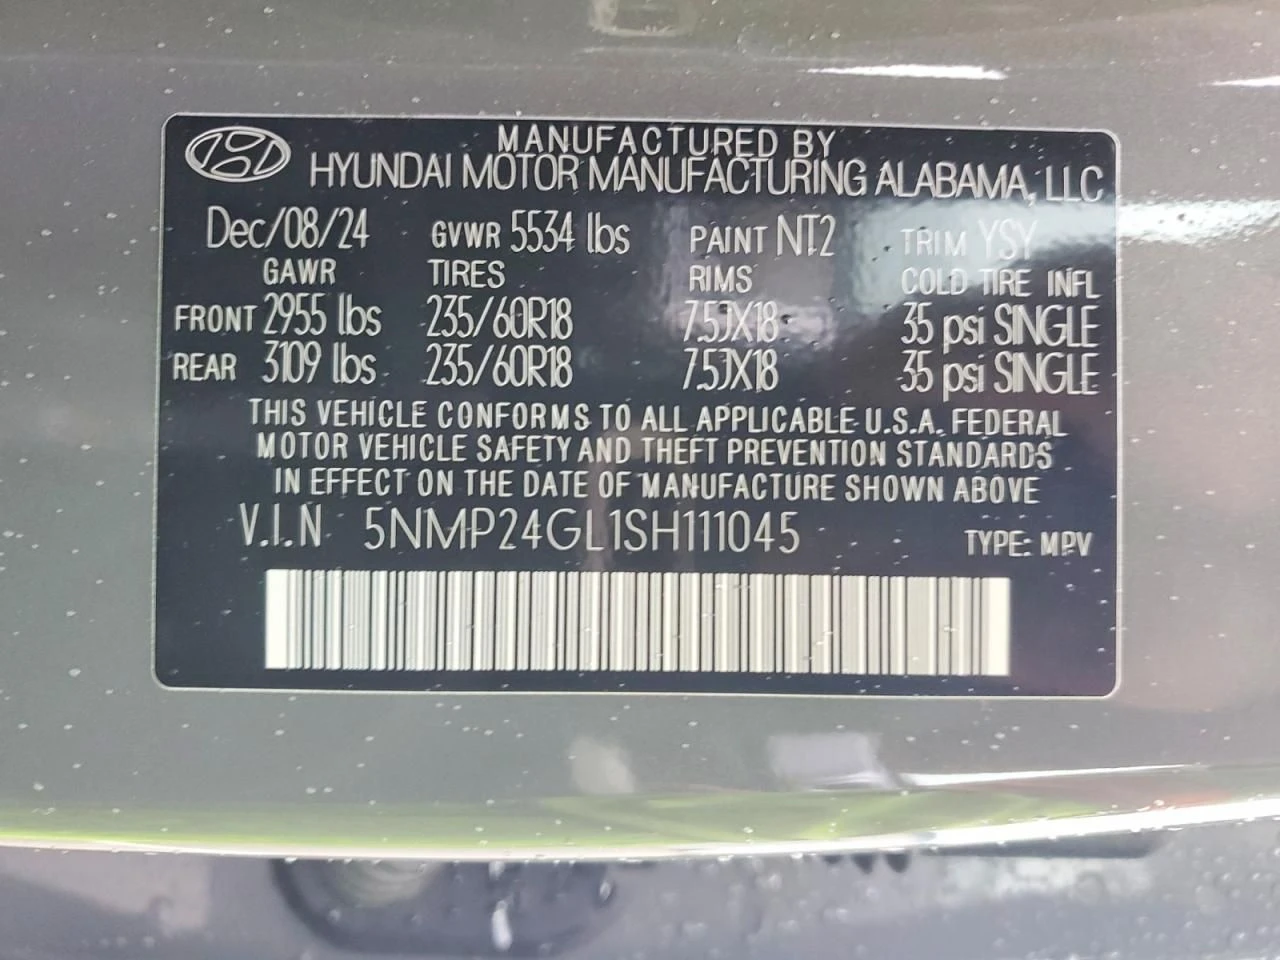 MANUFACTURED BY
HYUNDAI MOTOR MANUFACTURING ALABAMA, LLC
Dec/08/24 GVWR 5534 lbs PAINT NT2 TRIM YSY
GAWR TIRES RIMS COLD TIRE INFL
FRONT 2955 lbs 235/60R18 7.5JX18 35 psi SINGLE
REAR 3109 lbs 235/60R18 7.5JX18 35 psi SINGLE
THIS VEHICLE CONFORMS TO ALL APPLICABLE U.S.A. FEDERAL
MOTOR VEHICLE SAFETY AND THEFT PREVENTION STANDARDS
IN EFFECT ON THE DATE OF MANUFACTURE SHOWN ABOVE
V.I.N 5NMP24GL1SH111045 TYPE: MPV